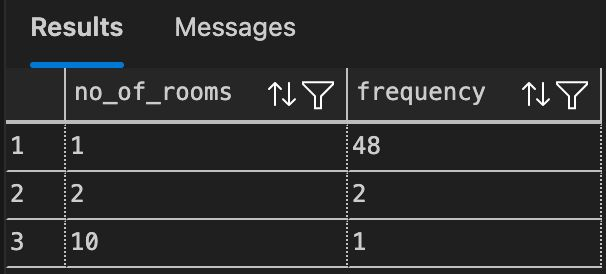 Results Messages
no_of_rooms frequency
1 1 48
2 2 2
3 10 1